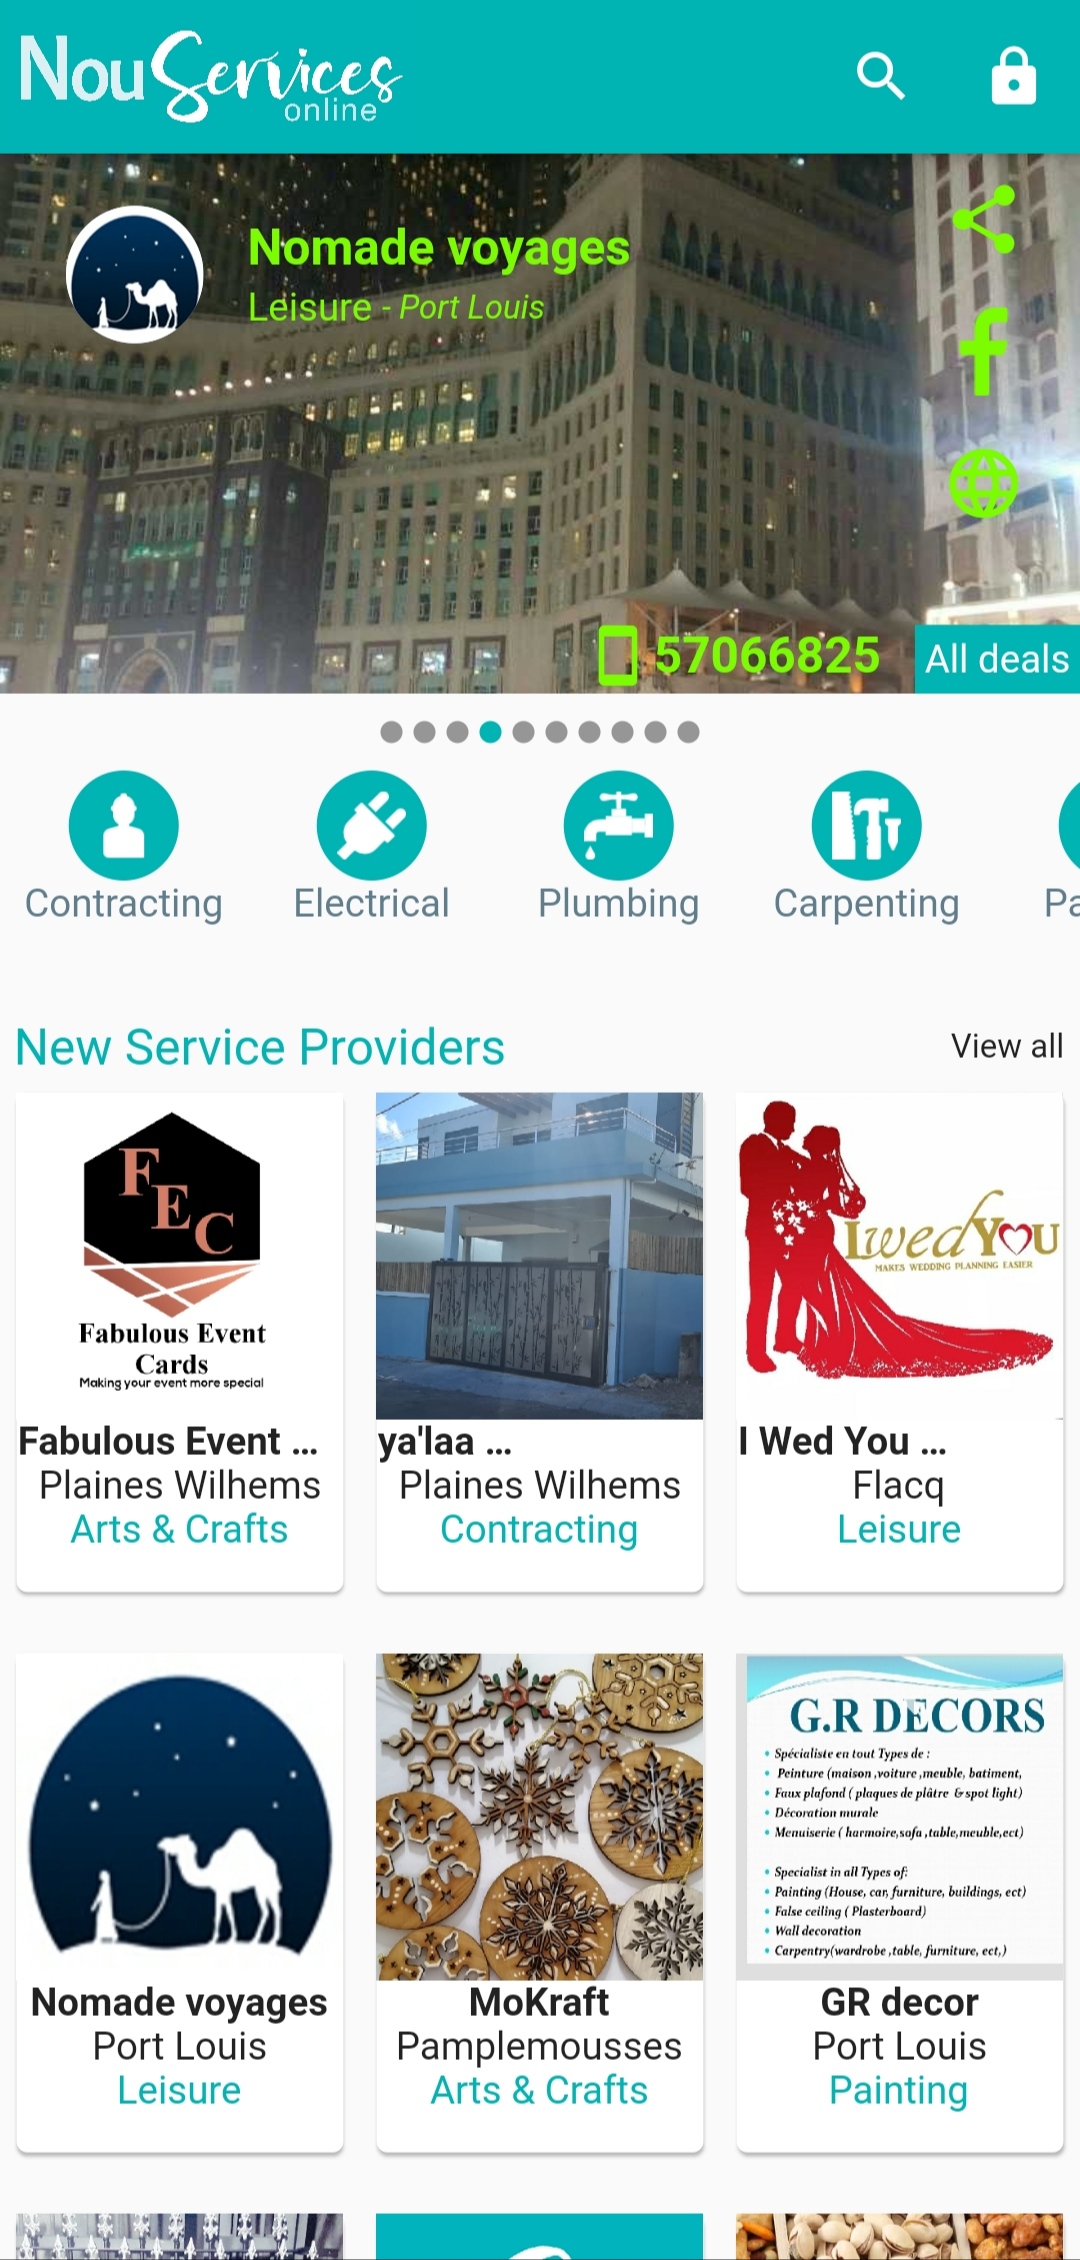 NouServices
online
Nomade voyages
Leisure - Port Louis
57066825
All deals
Contracting
Electrical
Plumbing
Carpenting
Pa
New Service Providers
View all
FEC
Fabulous Event
Cards
Making your event more special
Fabulous Event ...
Plaines Wilhems
Arts & Crafts
ya'laa ...
Plaines Wilhems
Contracting
I wed YOU
MAKES WEDDING PLANNING EASIER
I Wed You ...
Flacq
Leisure
Nomade voyages
Port Louis
Leisure
MoKraft
Pamplemousses
Arts & Crafts
G.R DECORS
• Spécialiste en tout Types de :
• Peinture (maison ,voiture ,meuble, batiment,
• Faux plafond ( plaques de plâtre & spot light)
• Décoration murale
• Menuiserie ( harmoire,sofa ,table,meuble,ect)
• Specialist in all Types of:
• Painting (House, car, furniture, buildings, ect)
• False ceiling ( Plasterboard)
• Wall decoration
• Carpentry(wardrobe ,table, furniture, ect,)
GR decor
Port Louis
Painting